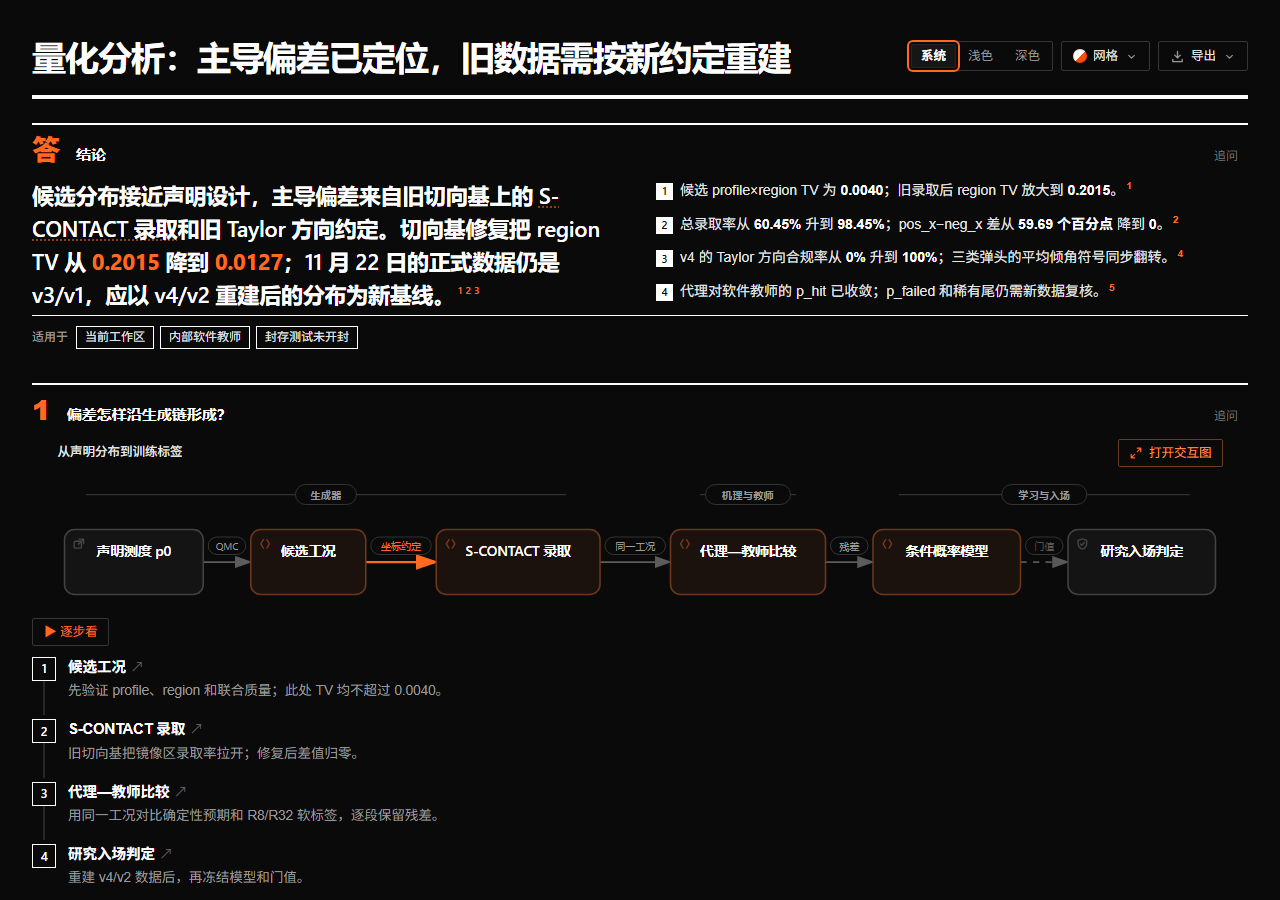 量化分析：主导偏差已定位，旧数据需按新约定重建
系统 浅色 深色 网格 导出
答 结论 追问
候选分布接近声明设计，主导偏差来自旧切向基上的 S-
CONTACT 录取和旧 Taylor 方向约定。切向基修复把 region
TV 从 0.2015 降到 0.0127；11 月 22 日的正式数据仍是
v3/v1，应以 v4/v2 重建后的分布为新基线。 1 2 3
1 候选 profile×region TV 为 0.0040；旧录取后 region TV 放大到 0.2015。 1
2 总录取率从 60.45% 升到 98.45%；pos_x−neg_x 差从 59.69 个百分点 降到 0。 2
3 v4 的 Taylor 方向合规率从 0% 升到 100%；三类弹头的平均倾角符号同步翻转。 4
4 代理对软件教师的 p_hit 已收敛；p_failed 和稀有尾仍需新数据复核。 5
适用于 当前工作区 内部软件教师 封存测试未开封
1 偏差怎样沿生成链形成？ 追问
从声明分布到训练标签 打开交互图
生成器 机理与教师 学习与入场
声明测度 p0 QMC 候选工况 坐标约定 S-CONTACT 录取 同一工况 代理—教师比较 残差 条件概率模型 门值 研究入场判定
逐步看
1 候选工况
先验证 profile、region 和联合质量；此处 TV 均不超过 0.0040。
2 S-CONTACT 录取
旧切向基把镜像区录取率拉开；修复后差值归零。
3 代理—教师比较
用同一工况对比确定性预期和 R8/R32 软标签，逐段保留残差。
4 研究入场判定
重建 v4/v2 数据后，再冻结模型和门值。